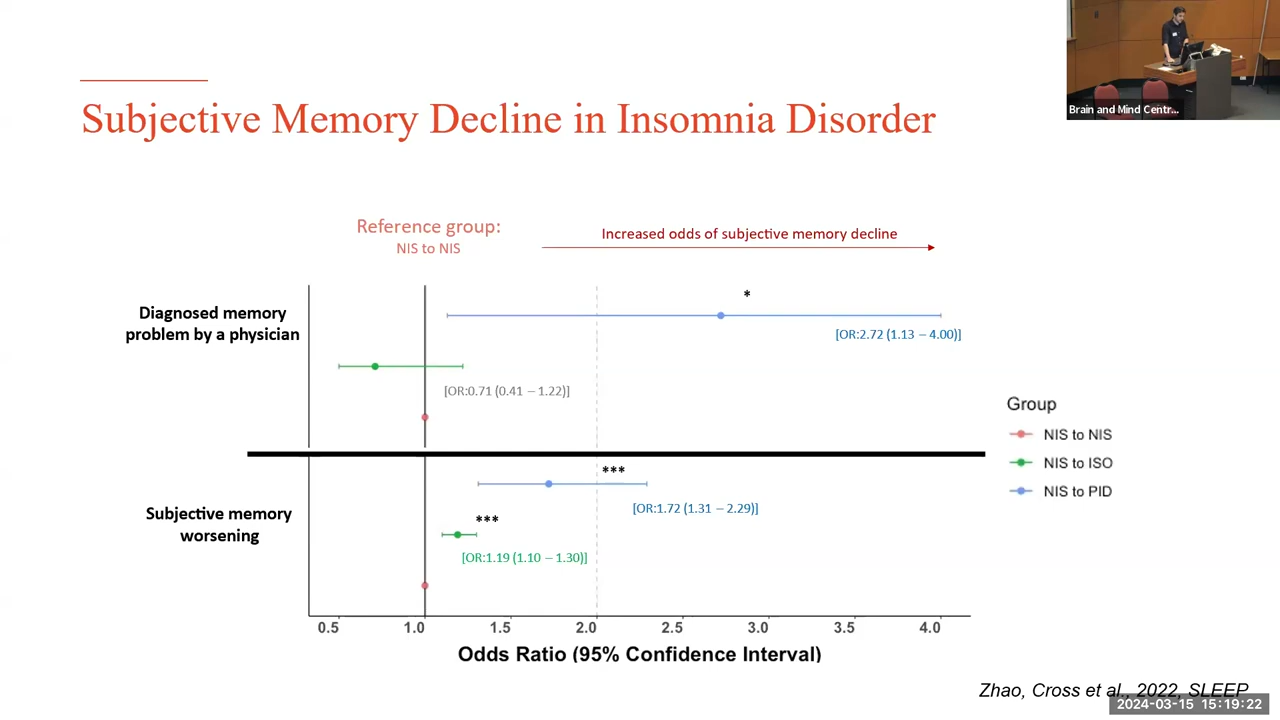 Brain and Mind Centr...
Subjective Memory Decline in Insomnia Disorder
Reference group:
NIS to NIS
Increased odds of subjective memory decline
*
Diagnosed memory
problem by a physician
[OR:2.72 (1.13 – 4.00)]
[OR:0.71 (0.41 – 1.22)]
Group
NIS to NIS
NIS to ISO
NIS to PID
***
Subjective memory
worsening
[OR:1.72 (1.31 – 2.29)]
***
[OR:1.19 (1.10 – 1.30)]
0.5 1.0 1.5 2.0 2.5 3.0 3.5 4.0
Odds Ratio (95% Confidence Interval)
Zhao, Cross et al., 2022, SLEEP
2024-03-15 15:19:22